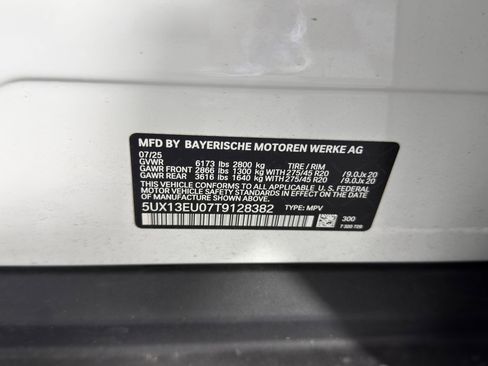 MFD BY BAYERISCHE MOTOREN WERKE AG
07/25
GVWR 6173 lbs 2800 kg TIRE / RIM
GAWR FRONT 2866 lbs 1300 kg WITH 275/45 R20 / 9.0Jx 20
GAWR REAR 3616 lbs 1640 kg WITH 275/45 R20 / 9.0Jx 20
THIS VEHICLE CONFORMS TO ALL APPLICABLE U.S. FEDERAL
MOTOR VEHICLE SAFETY STANDARDS IN EFFECT ON THE DATE
OF MANUFACTURE SHOWN ABOVE.
5UX13EU07T9128382 TYPE: MPV
300
7 320 728